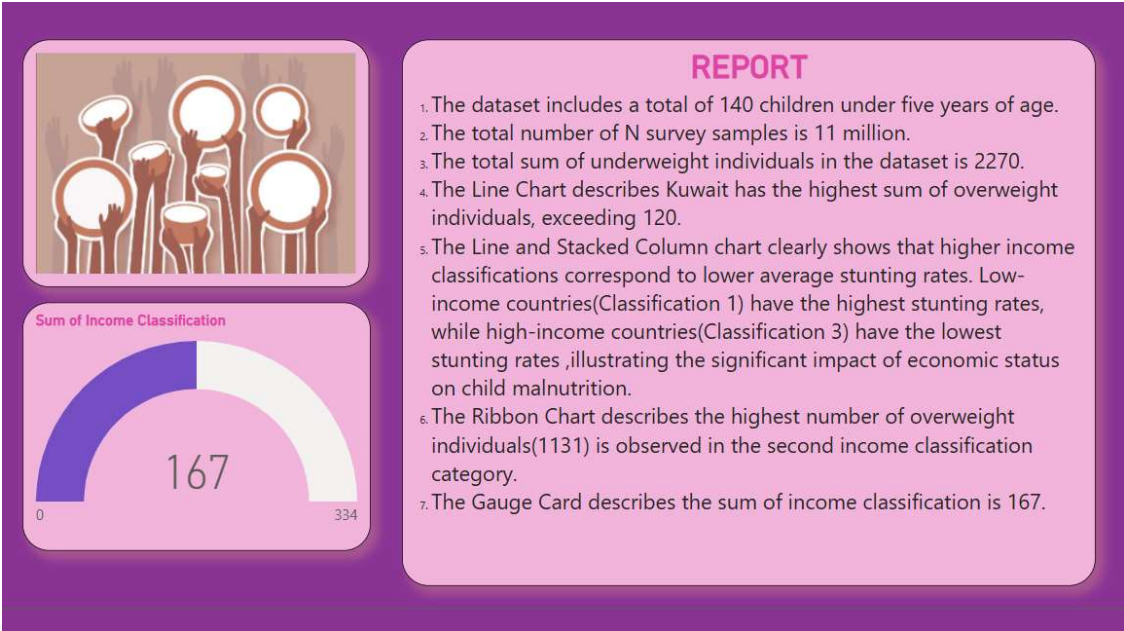 REPORT
1. The dataset includes a total of 140 children under five years of age.
2. The total number of N survey samples is 11 million.
3. The total sum of underweight individuals in the dataset is 2270.
4. The Line Chart describes Kuwait has the highest sum of overweight
individuals, exceeding 120.
5. The Line and Stacked Column chart clearly shows that higher income
classifications correspond to lower average stunting rates. Low-
income countries(Classification 1) have the highest stunting rates,
while high-income countries(Classification 3) have the lowest
stunting rates ,illustrating the significant impact of economic status
on child malnutrition.
6. The Ribbon Chart describes the highest number of overweight
individuals(1131) is observed in the second income classification
category.
7. The Gauge Card describes the sum of income classification is 167.
Sum of Income Classification
167
0
334